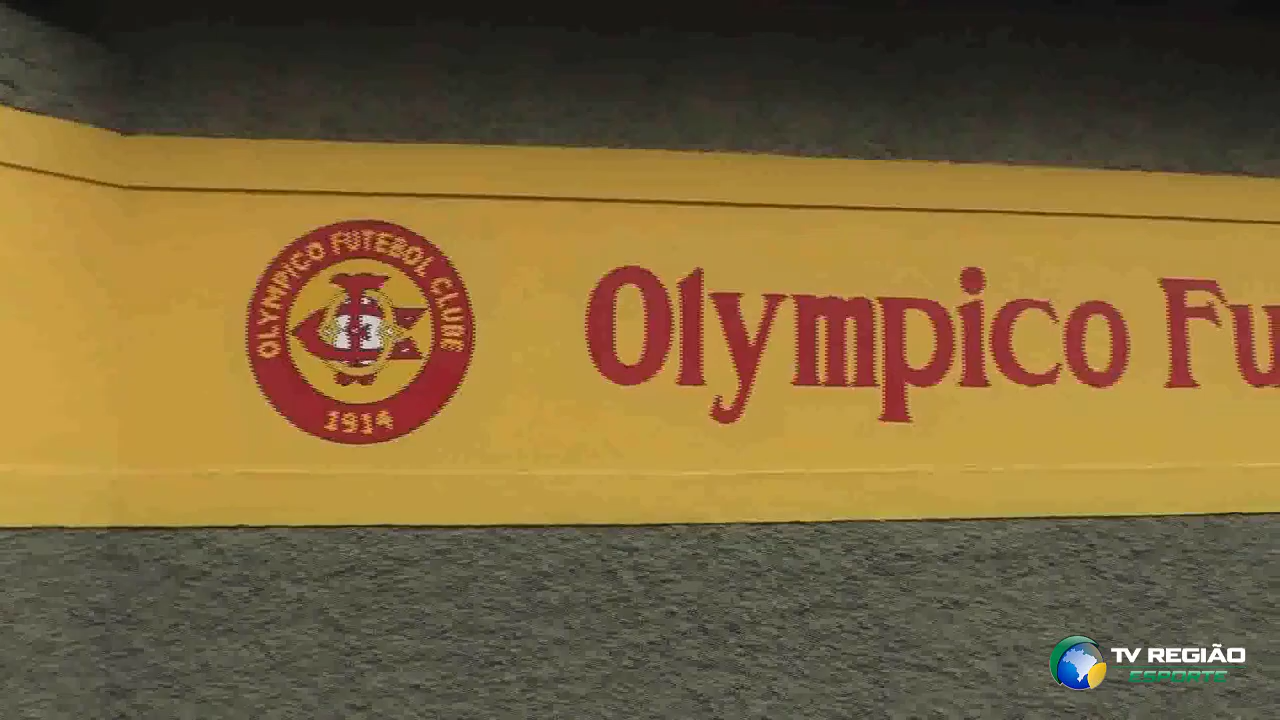 OLYMPICO FUTEBOL CLUBE
1914
Olympico Fu
TV REGIÃO
ESPORTE